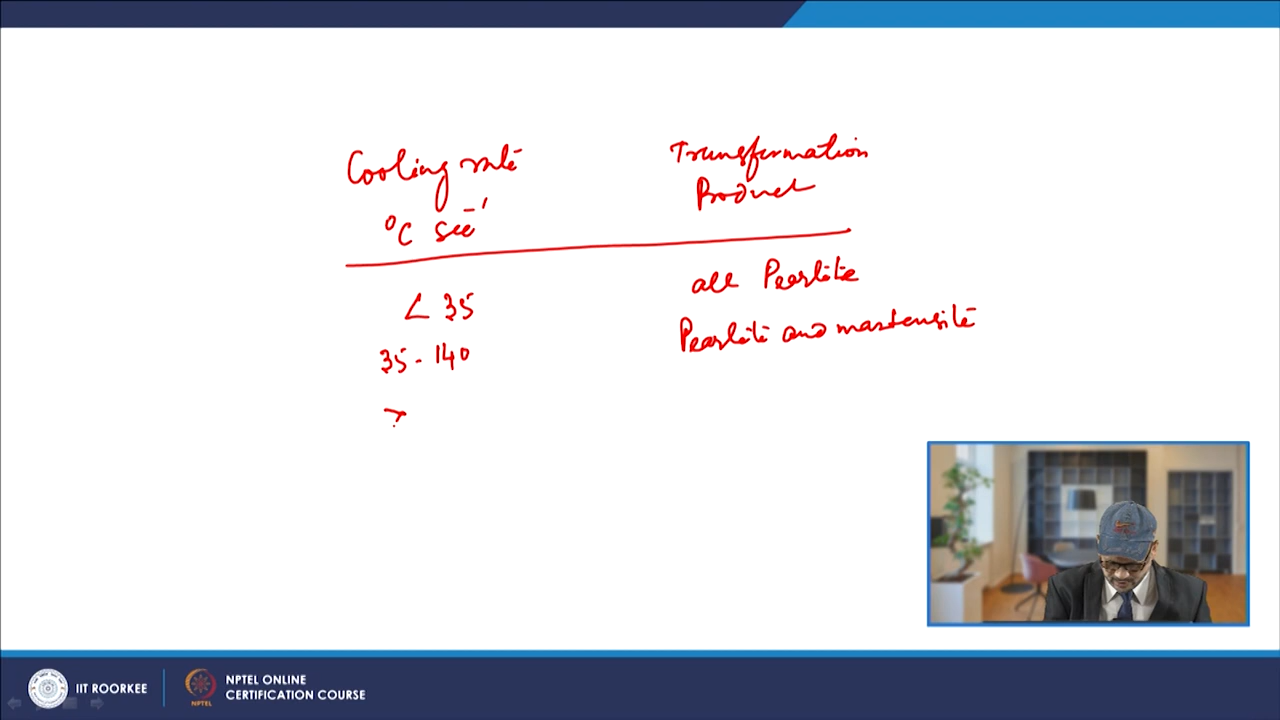 Cooling rate
Transformation
Product
°C sec⁻¹
< 35
all Pearlite
35 - 140
Pearlite and martensite
>
IIT ROORKEE
NPTEL ONLINE
CERTIFICATION COURSE
NPTEL